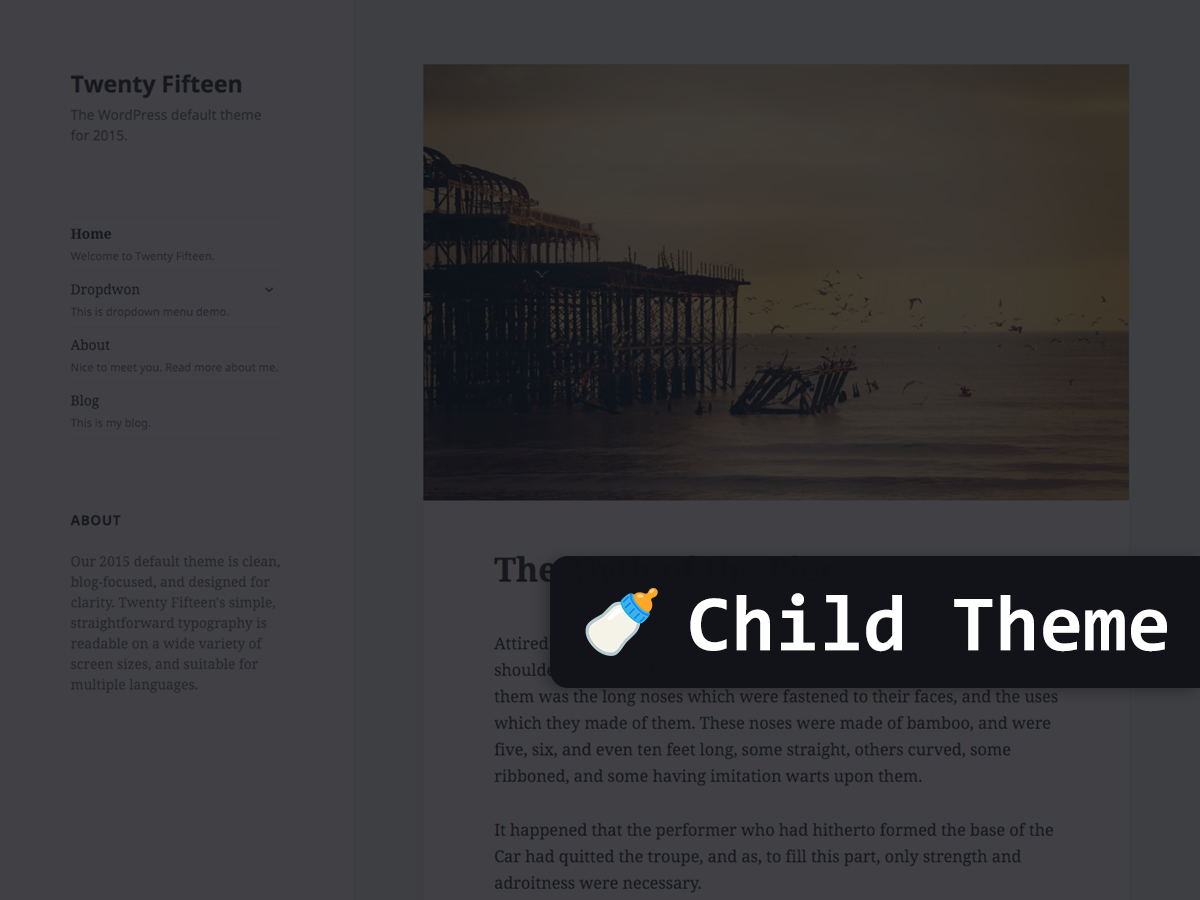 Twenty Fifteen
The WordPress default theme
for 2015.
Home
Welcome to Twenty Fifteen.
Dropdwon
This is dropdown menu demo.
About
Nice to meet you. Read more about me.
Blog
This is my blog.
ABOUT
Our 2015 default theme is clean,
blog-focused, and designed for
clarity. Twenty Fifteen's simple,
straightforward typography is
readable on a wide variety of
screen sizes, and suitable for
multiple languages.
The
Child Theme
Attired
them was the long noses which were fastened to their faces, and the uses
which they made of them. These noses were made of bamboo, and were
five, six, and even ten feet long, some straight, others curved, some
ribboned, and some having imitation warts upon them.
It happened that the performer who had hitherto formed the base of the
Car had quitted the troupe, and as, to fill this part, only strength and
adroitness were necessary.